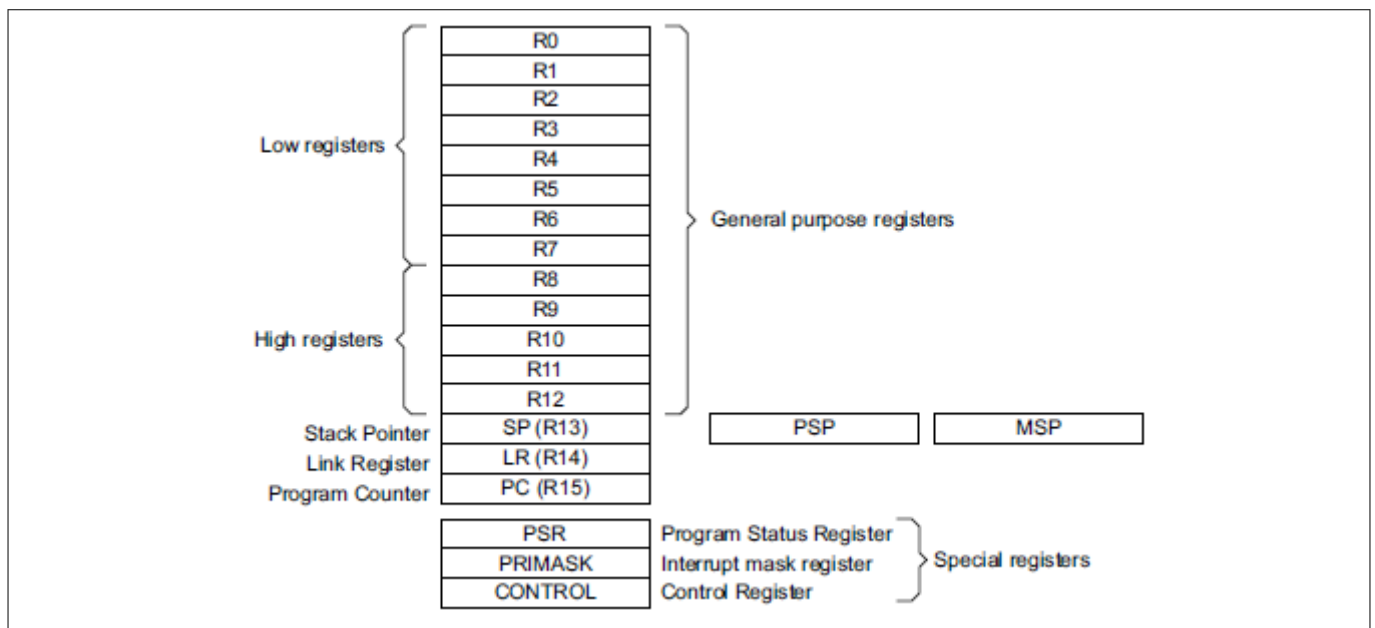 R0
R1
R2
R3
Low registers
R4
R5
R6
General purpose registers
R7
R8
R9
High registers
R10
R11
R12
Stack Pointer SP (R13) PSP MSP
Link Register LR (R14)
Program Counter PC (R15)
PSR Program Status Register
PRIMASK Interrupt mask register Special registers
CONTROL Control Register